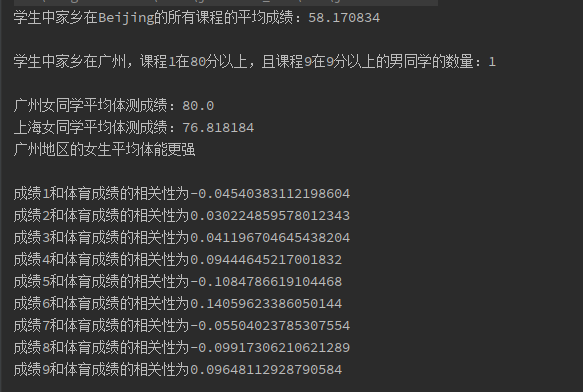 学生中家乡在Beijing的所有课程的平均成绩：58.170834
学生中家乡在广州，课程1在80分以上，且课程9在9分以上的男同学的数量：1
广州女同学平均体测成绩：80.0
上海女同学平均体测成绩：76.818184
广州地区的女生平均体能更强
成绩1和体育成绩的相关性为-0.04540383112198604
成绩2和体育成绩的相关性为0.030224859578012343
成绩3和体育成绩的相关性为0.041196704645438204
成绩4和体育成绩的相关性为0.09444645217001832
成绩5和体育成绩的相关性为-0.1084786619104468
成绩6和体育成绩的相关性为0.14059623386050144
成绩7和体育成绩的相关性为-0.05504023785307554
成绩8和体育成绩的相关性为-0.09917306210621289
成绩9和体育成绩的相关性为0.09648112928790584